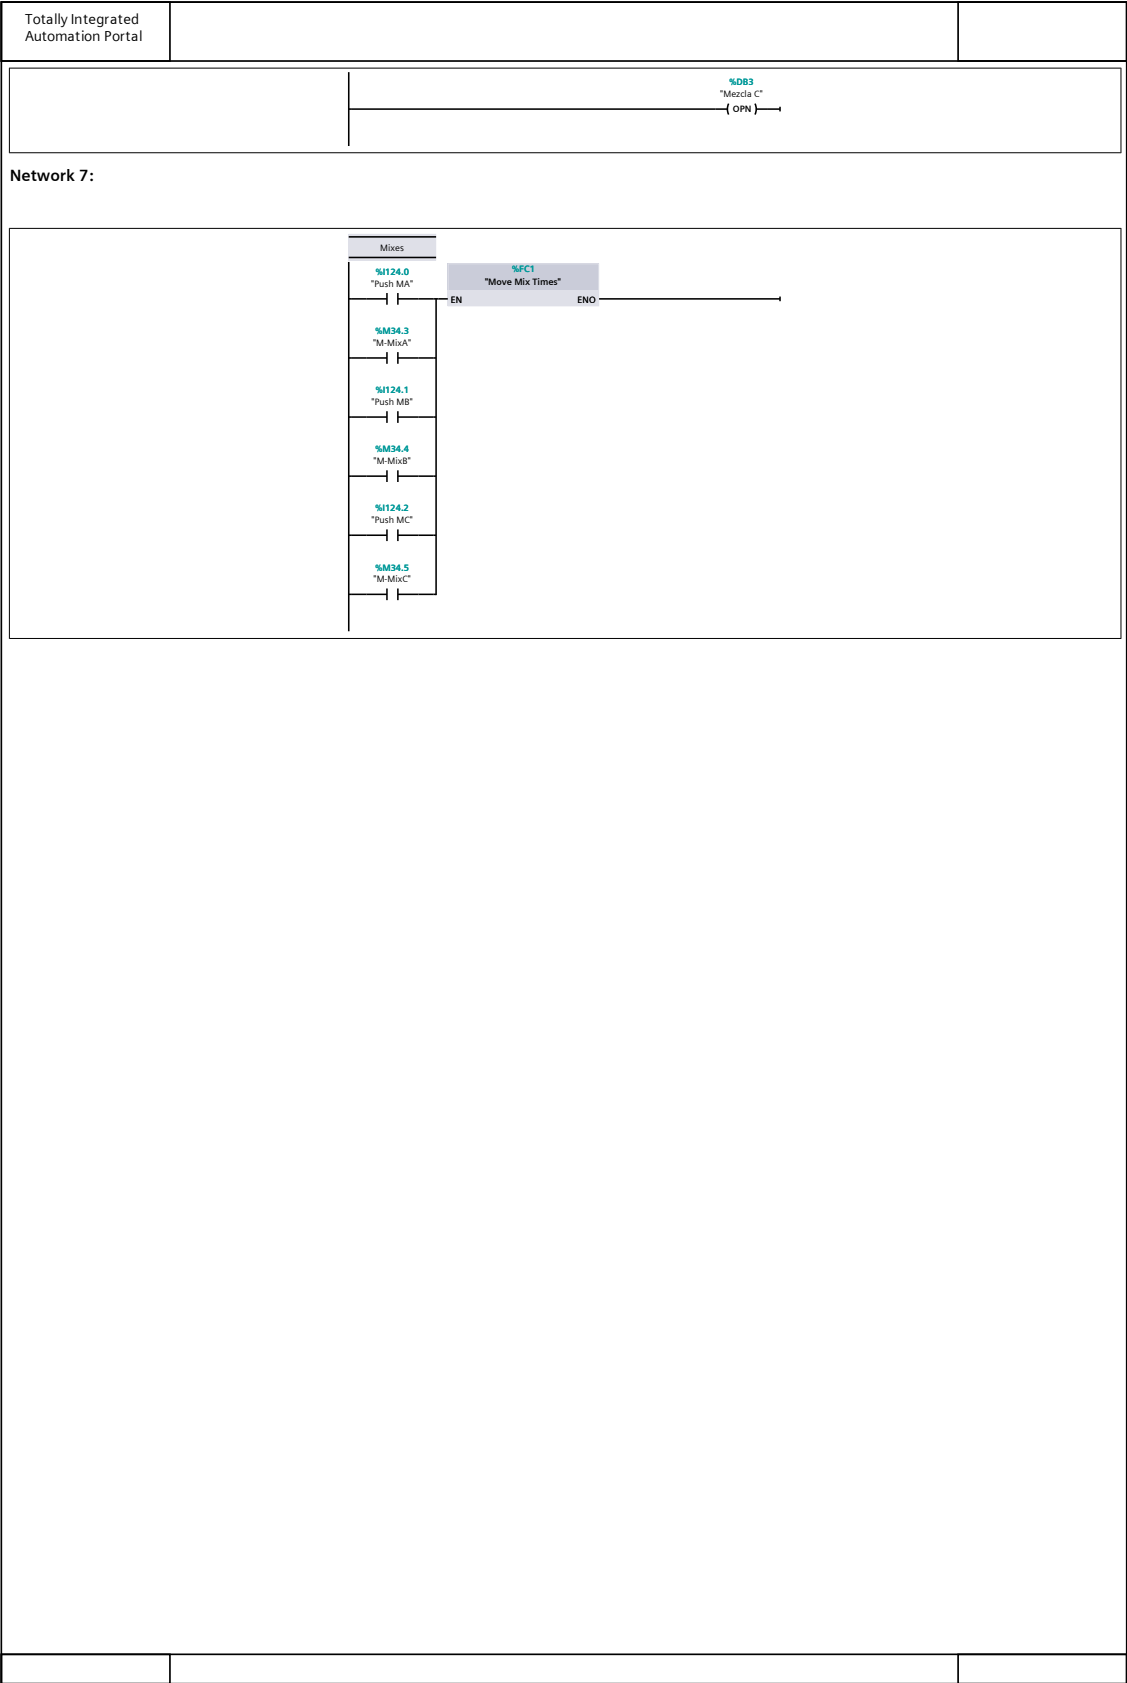 Totally Integrated
Automation Portal
%DB3
"Mezcla C"
OPN
Network 7:
Mixes
%I124.0
"Push MA"
%FC1
"Move Mix Times"
EN
ENO
%M34.3
"M-MixA"
%I124.1
"Push MB"
%M34.4
"M-MixB"
%I124.2
"Push MC"
%M34.5
"M-MixC"